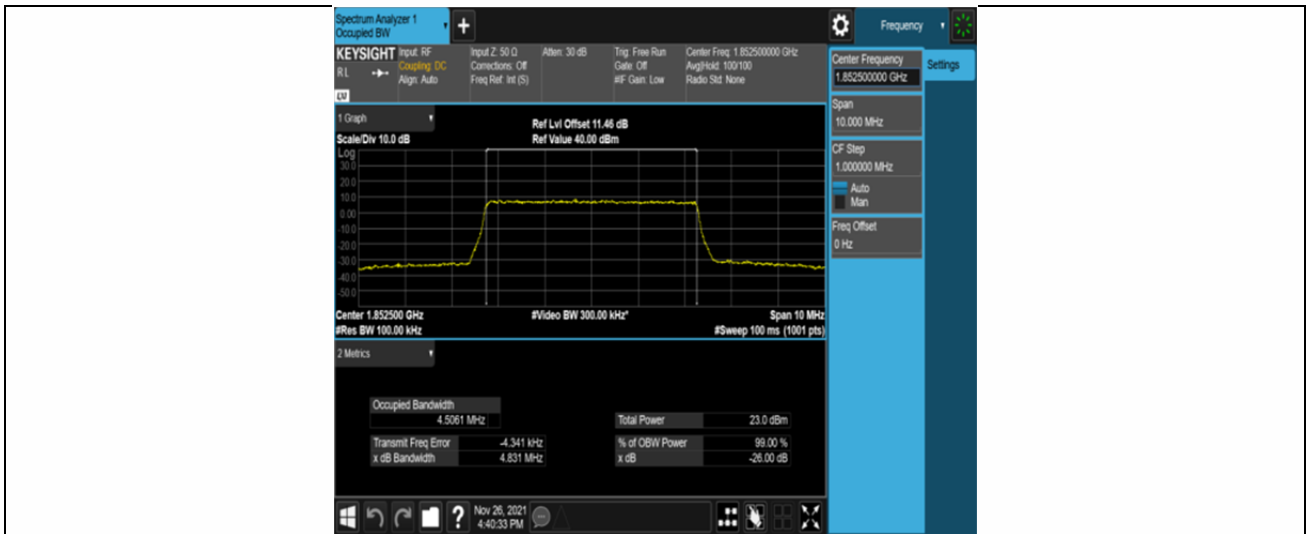 Spectrum Analyzer 1
Occupied BW
+
Frequency
KEYSIGHT Input: RF Input Z: 50 Ω Atten: 30 dB Trig: Free Run Center Freq: 1.852500000 GHz
R L Coupling: DC Corrections: Off Gate: Off Avg|Hold: 100/100
Align: Auto Freq Ref: Int (S) #IF Gain: Low Radio Std: None
Center Frequency
1.852500000 GHz
Settings
Span
10.000 MHz
CF Step
1.000000 MHz
Auto
Man
Freq Offset
0 Hz
1 Graph
Ref Lvl Offset 11.46 dB
Scale/Div 10.0 dB Ref Value 40.00 dBm
Log
30.0
20.0
10.0
0.00
-10.0
-20.0
-30.0
-40.0
-50.0
Center 1.852500 GHz #Video BW 300.00 kHz* Span 10 MHz
#Res BW 100.00 kHz #Sweep 100 ms (1001 pts)
2 Metrics
Occupied Bandwidth
4.5061 MHz Total Power 23.0 dBm
Transmit Freq Error -4.341 kHz % of OBW Power 99.00 %
x dB Bandwidth 4.831 MHz x dB -26.00 dB
?
Nov 26, 2021
4:40:33 PM